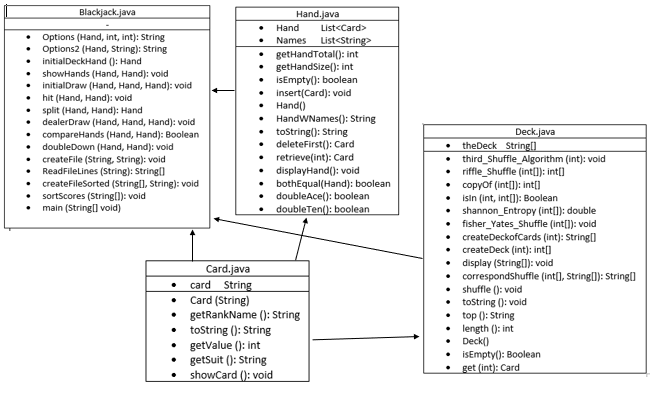 Blackjack.java
-
• Options (Hand, int, int): String
• Options2 (Hand, String): String
• initialDeckHand (): Hand
• showHands (Hand, Hand): void
• initialDraw (Hand, Hand, Hand): void
• hit (Hand, Hand): void
• split (Hand, Hand): Hand
• dealerDraw (Hand, Hand, Hand): void
• compareHands (Hand, Hand): Boolean
• doubleDown (Hand, Hand): void
• createFile (String, String): void
• ReadFileLines (String): String[]
• createFileSorted (String[], String): void
• sortScores (String[]): void
• main (String[] void)
Hand.java
• Hand List<Card>
• Names List<String>
• getHandTotal(): int
• getHandSize(): int
• isEmpty(): boolean
• insert(Card): void
• Hand()
• HandWNames(): String
• toString(): String
• deleteFirst(): Card
• retrieve(int): Card
• displayHand(): void
• bothEqual(Hand): boolean
• doubleAce(): boolean
• doubleTen(): boolean
Deck.java
• theDeck String[]
• third_Shuffle_Algorithm (int): void
• riffle_Shuffle (int[]): int[]
• copyOf (int[]): int[]
• isIn (int, int[]): Boolean
• shannon_Entropy (int[]): double
• fisher_Yates_Shuffle (int[]): void
• createDeckofCards (int): String[]
• createDeck (int): int[]
• display (String[]): void
• correspondShuffle (int[], String[]): String[]
• shuffle (): void
• toString (): void
• top (): String
• length (): int
• Deck()
• isEmpty(): Boolean
• get (int): Card
Card.java
• card String
• Card (String)
• getRankName (): String
• toString (): String
• getValue (): int
• getSuit (): String
• showCard (): void